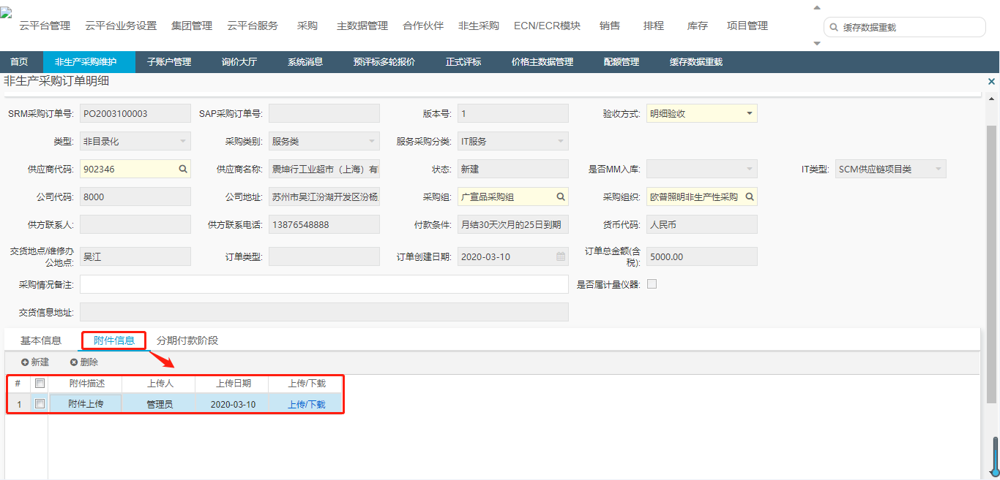 云平台管理 云平台业务设置 集团管理 云平台服务 采购 主数据管理 合作伙伴 非生采购 ECN/ECR模块 销售 排程 库存 项目管理 缓存数据重载
首页 非生产采购维护 子账户管理 询价大厅 系统消息 预评标多轮报价 正式评标 价格主数据管理 配额管理 缓存数据重载
非生产采购订单明细
SRM采购订单号: PO2003100003 SAP采购订单号: 版本号: 1 验收方式: 明细验收
类型: 非目录化 采购类别: 服务类 服务采购分类: IT服务
供应商代码: 902346 供应商名称: 震坤行工业超市（上海）有 状态: 新建 是否MM入库: IT类型: SCM供应链项目类
公司代码: 8000 公司地址: 苏州市吴江汾湖开发区汾杨 采购组: 广宣品采购组 采购组织: 欧普照明非生产性采购
供方联系人: 供方联系电话: 13876548888 付款条件: 月结30天次月的25日到期 货币代码: 人民币
交货地点/维修办公地点: 吴江 订单类型: 订单创建日期: 2020-03-10 订单总金额(含税): 5000.00
采购情况备注: 是否属计量仪器:
交货信息地址:
基本信息 附件信息 分期付款阶段
新建 删除
# 附件描述 上传人 上传日期 上传/下载
1 附件上传 管理员 2020-03-10 上传/下载